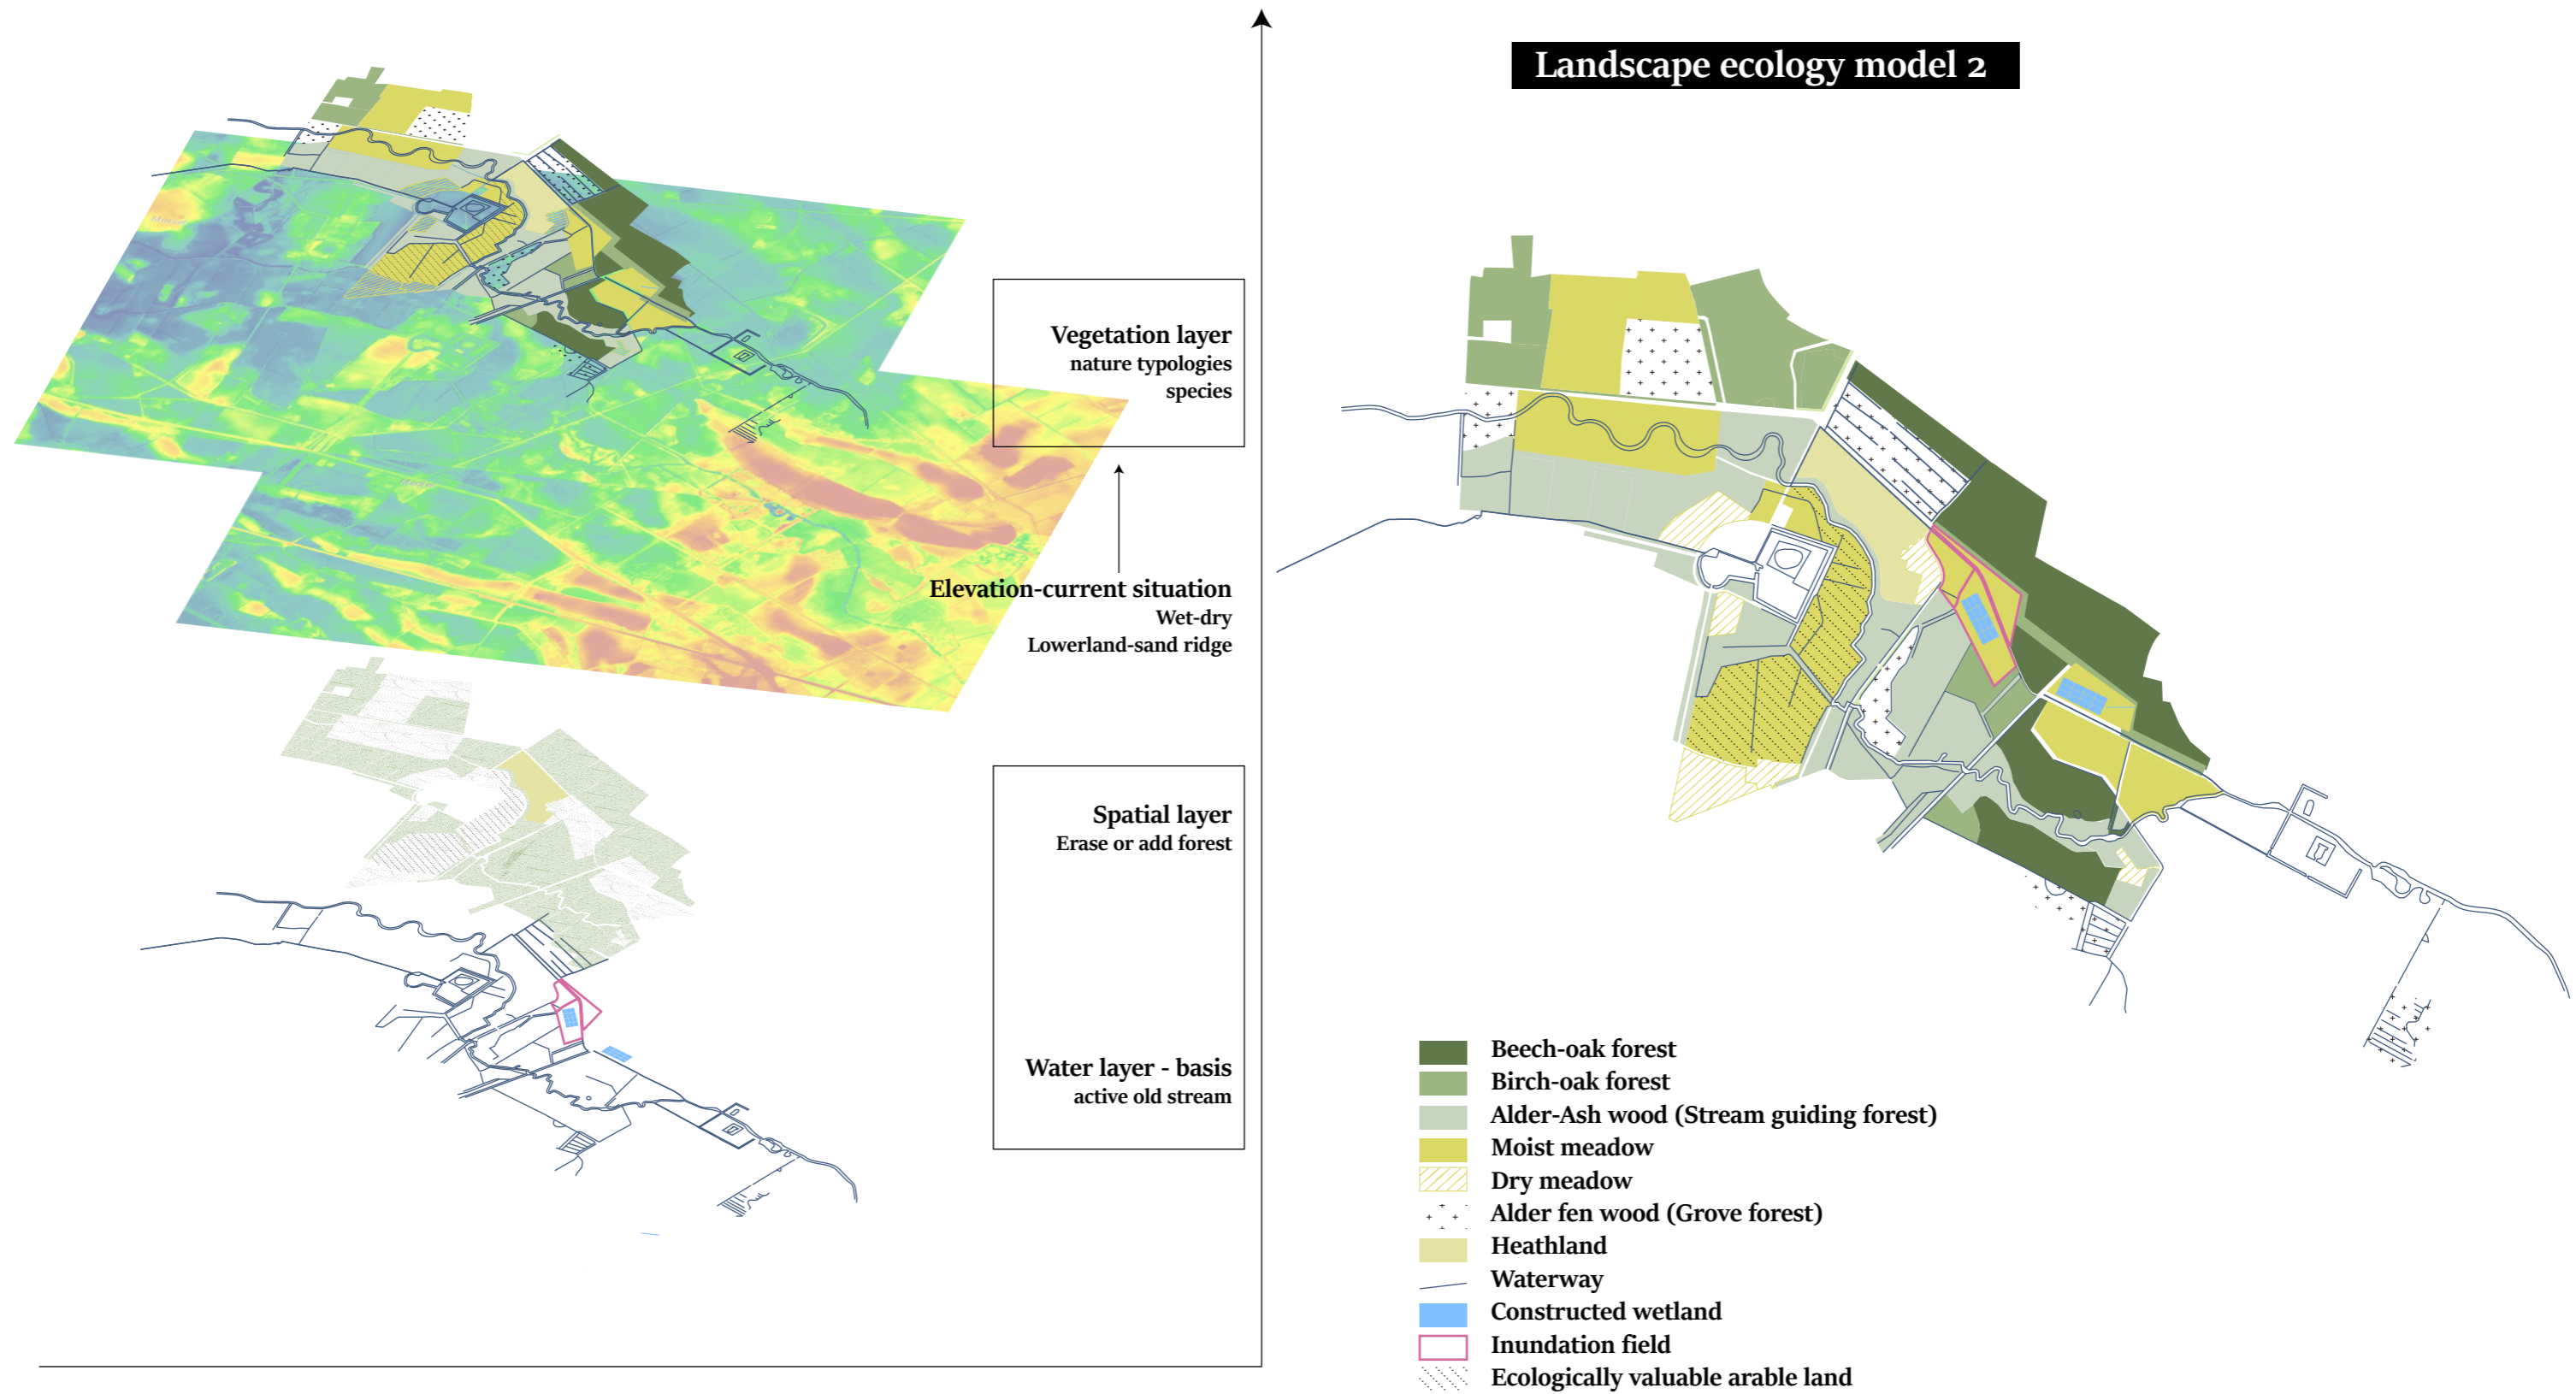 Landscape ecology model 2
Vegetation layer
nature typologies
species
Elevation-current situation
Wet-dry
Lowerland-sand ridge
Spatial layer
Erase or add forest
Water layer - basis
active old stream
Beech-oak forest
Birch-oak forest
Alder-Ash wood (Stream guiding forest)
Moist meadow
Dry meadow
Alder fen wood (Grove forest)
Heathland
Waterway
Constructed wetland
Inundation field
Ecologically valuable arable land